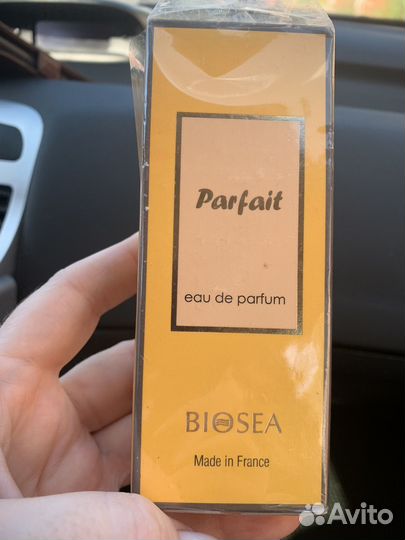 Parfait
eau de parfum
BIOSEA
Made in France
Avito